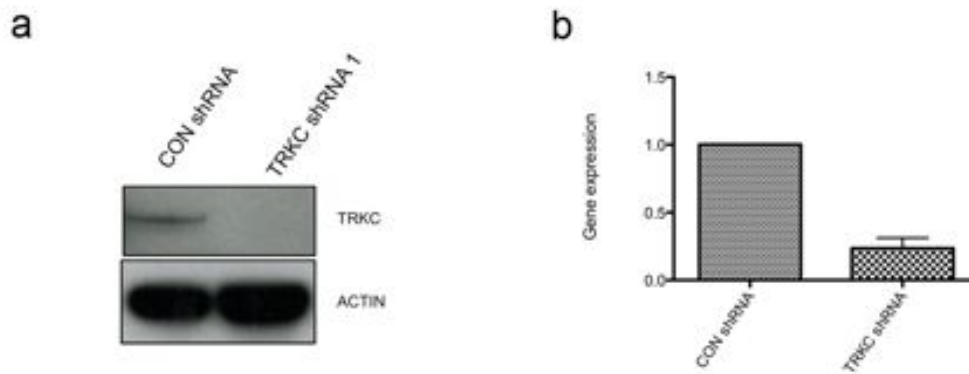 a
CON shRNA
TRKC shRNA 1
TRKC
ACTIN
b
Gene expression
1.5
1.0
0.5
0.0
CON shRNA
TRKC shRNA